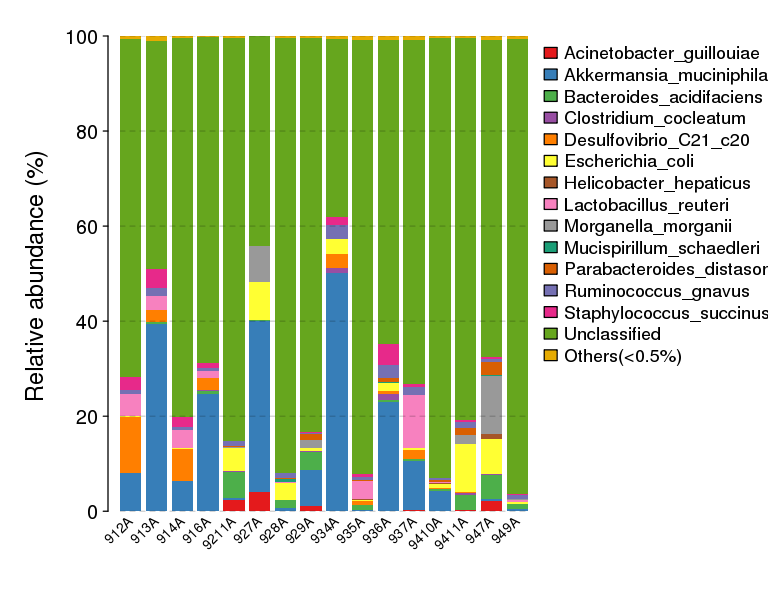 Relative abundance (%)
100
80
60
40
20
0
912A
913A
914A
916A
9211A
927A
928A
929A
934A
935A
936A
937A
9410A
9411A
947A
949A
Acinetobacter_guillouiae
Akkermansia_muciniphila
Bacteroides_acidifaciens
Clostridium_cocleatum
Desulfovibrio_C21_c20
Escherichia_coli
Helicobacter_hepaticus
Lactobacillus_reuteri
Morganella_morganii
Mucispirillum_schaedleri
Parabacteroides_distasor
Ruminococcus_gnavus
Staphylococcus_succinus
Unclassified
Others(<0.5%)